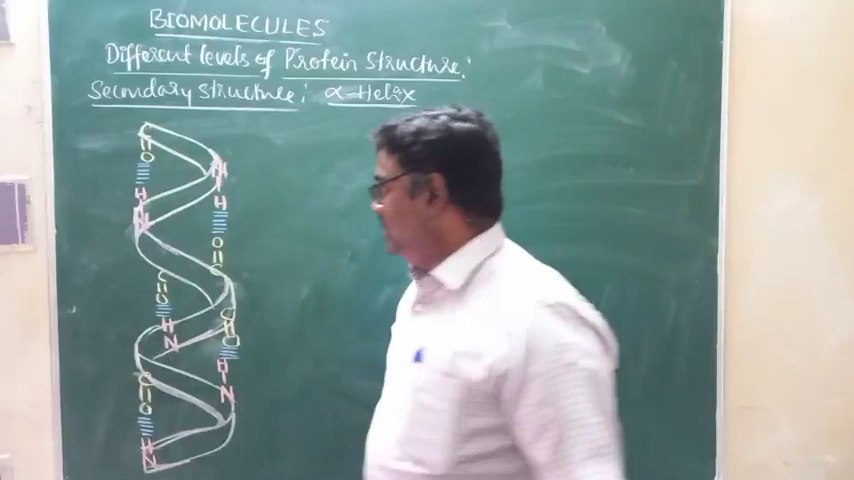 BIOMOLECULES
Different levels of Protein Structure:
Secondary structure: α-Helix
C
O
H
N
N
H
O
C
C
O
H
N
C
O
H
N
C
O
H
N